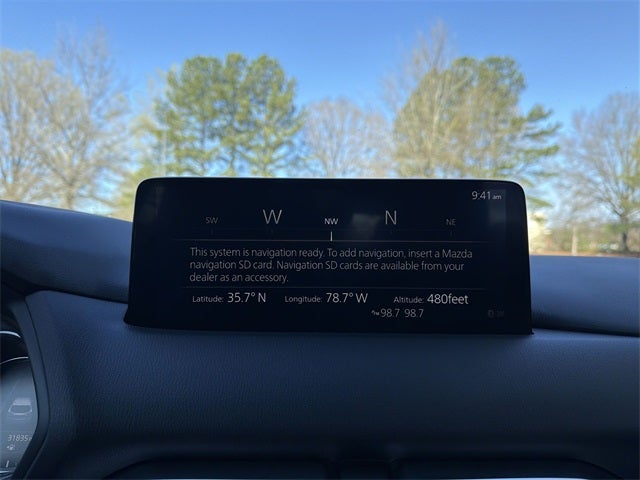 9:41 am
SW W NW N NE
This system is navigation ready. To add navigation, insert a Mazda
navigation SD card. Navigation SD cards are available from your
dealer as an accessory.
Latitude: 35.7° N Longitude: 78.7° W Altitude: 480feet
98.7 98.7
37835